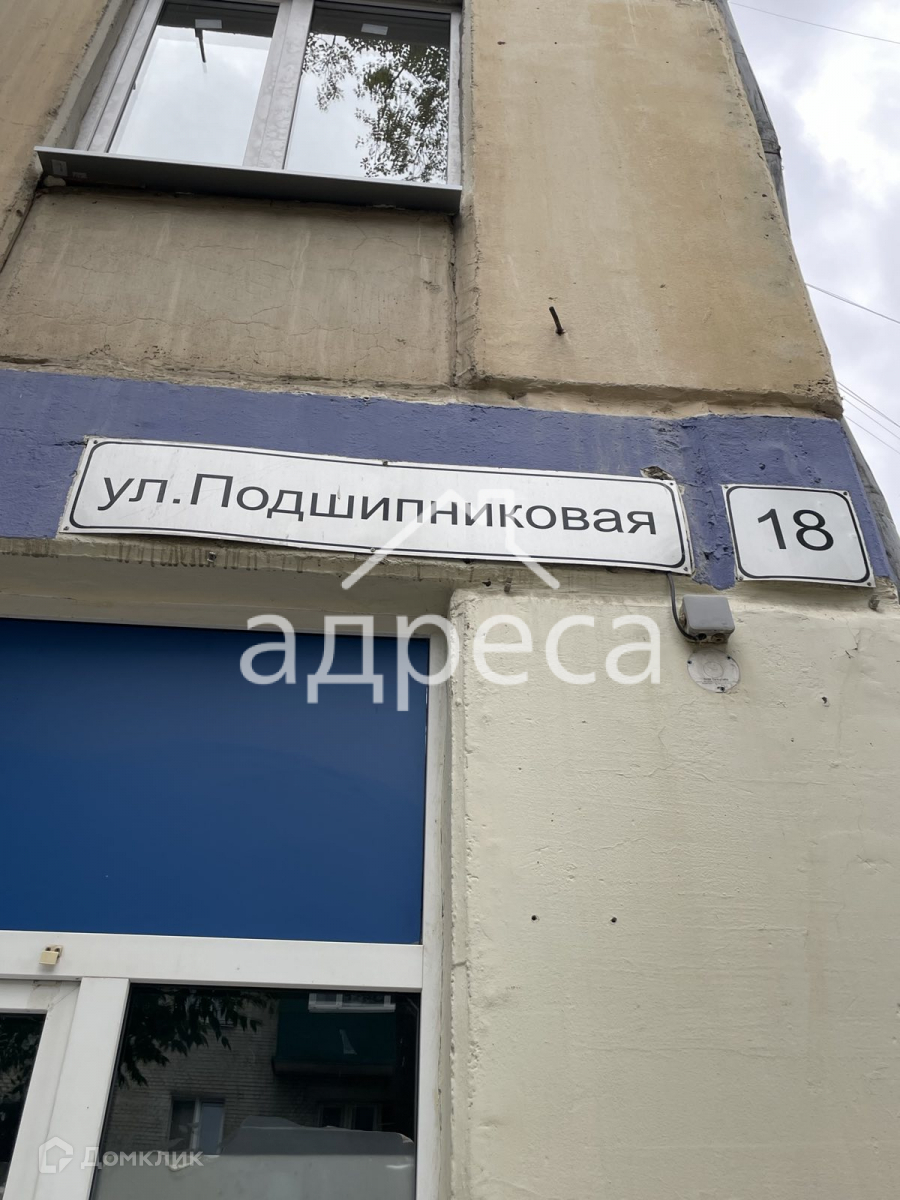 ул.Подшипниковая
18
адреса
Домклик